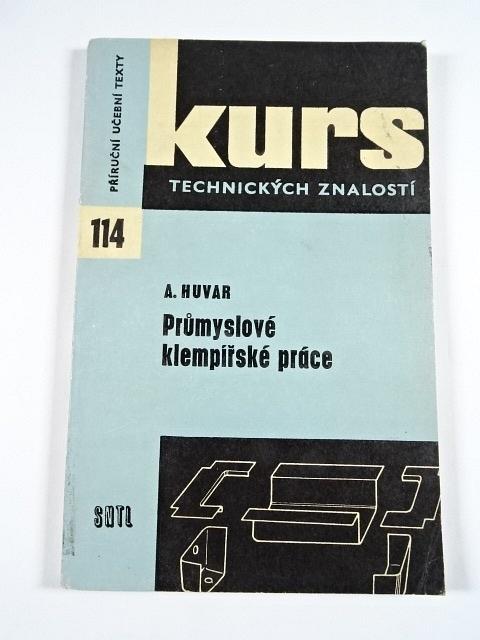 PŘÍRUČNÍ UČEBNÍ TEXTY
kurs
TECHNICKÝCH ZNALOSTÍ
114
A. HUVAR
Průmyslové
klempířské práce
SNTL